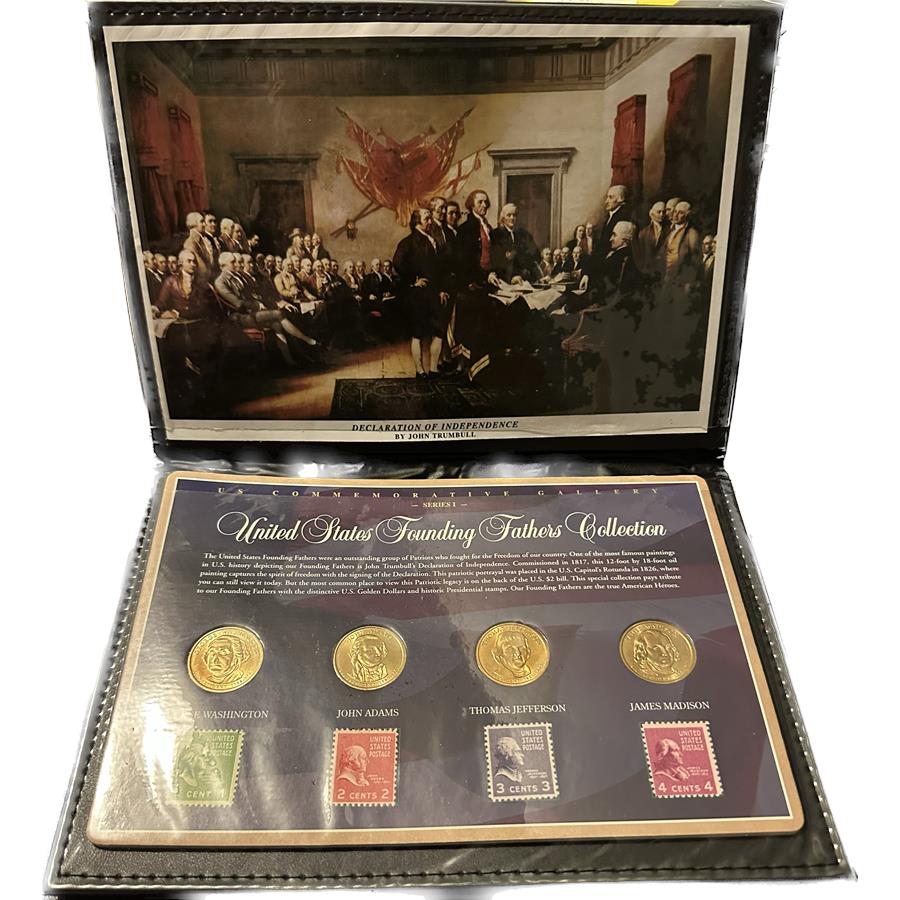 DECLARATION OF INDEPENDENCE
BY JOHN TRUMBULL
US COMMEMORATIVE GALLERY
— SERIES I —
United States Founding Fathers Collection
The United States Founding Fathers were an outstanding group of Patriots who fought for the Freedom of our country. One of the most famous paintings
in U.S. history depicting our Founding Fathers is John Trumbull's Declaration of Independence. Commissioned in 1817, this 12-foot by 18-foot oil
painting captures the spirit of freedom with the signing of the Declaration. This patriotic portrayal was placed in the U.S. Capitol's Rotunda in 1826, where
you can still view it today. But the most common place to view this Patriotic legacy is on the back of the U.S. $2 bill. This special collection pays tribute
to our Founding Fathers with the distinctive U.S. Golden Dollars and historic Presidential stamps. Our Founding Fathers are the true American Heroes.
WASHINGTON
JOHN ADAMS
THOMAS JEFFERSON
JAMES MADISON
UNITED
STATES
POSTAGE
2 CENTS 2
UNITED
STATES
POSTAGE
3 CENTS 3
UNITED
STATES
POSTAGE
4 CENTS 4